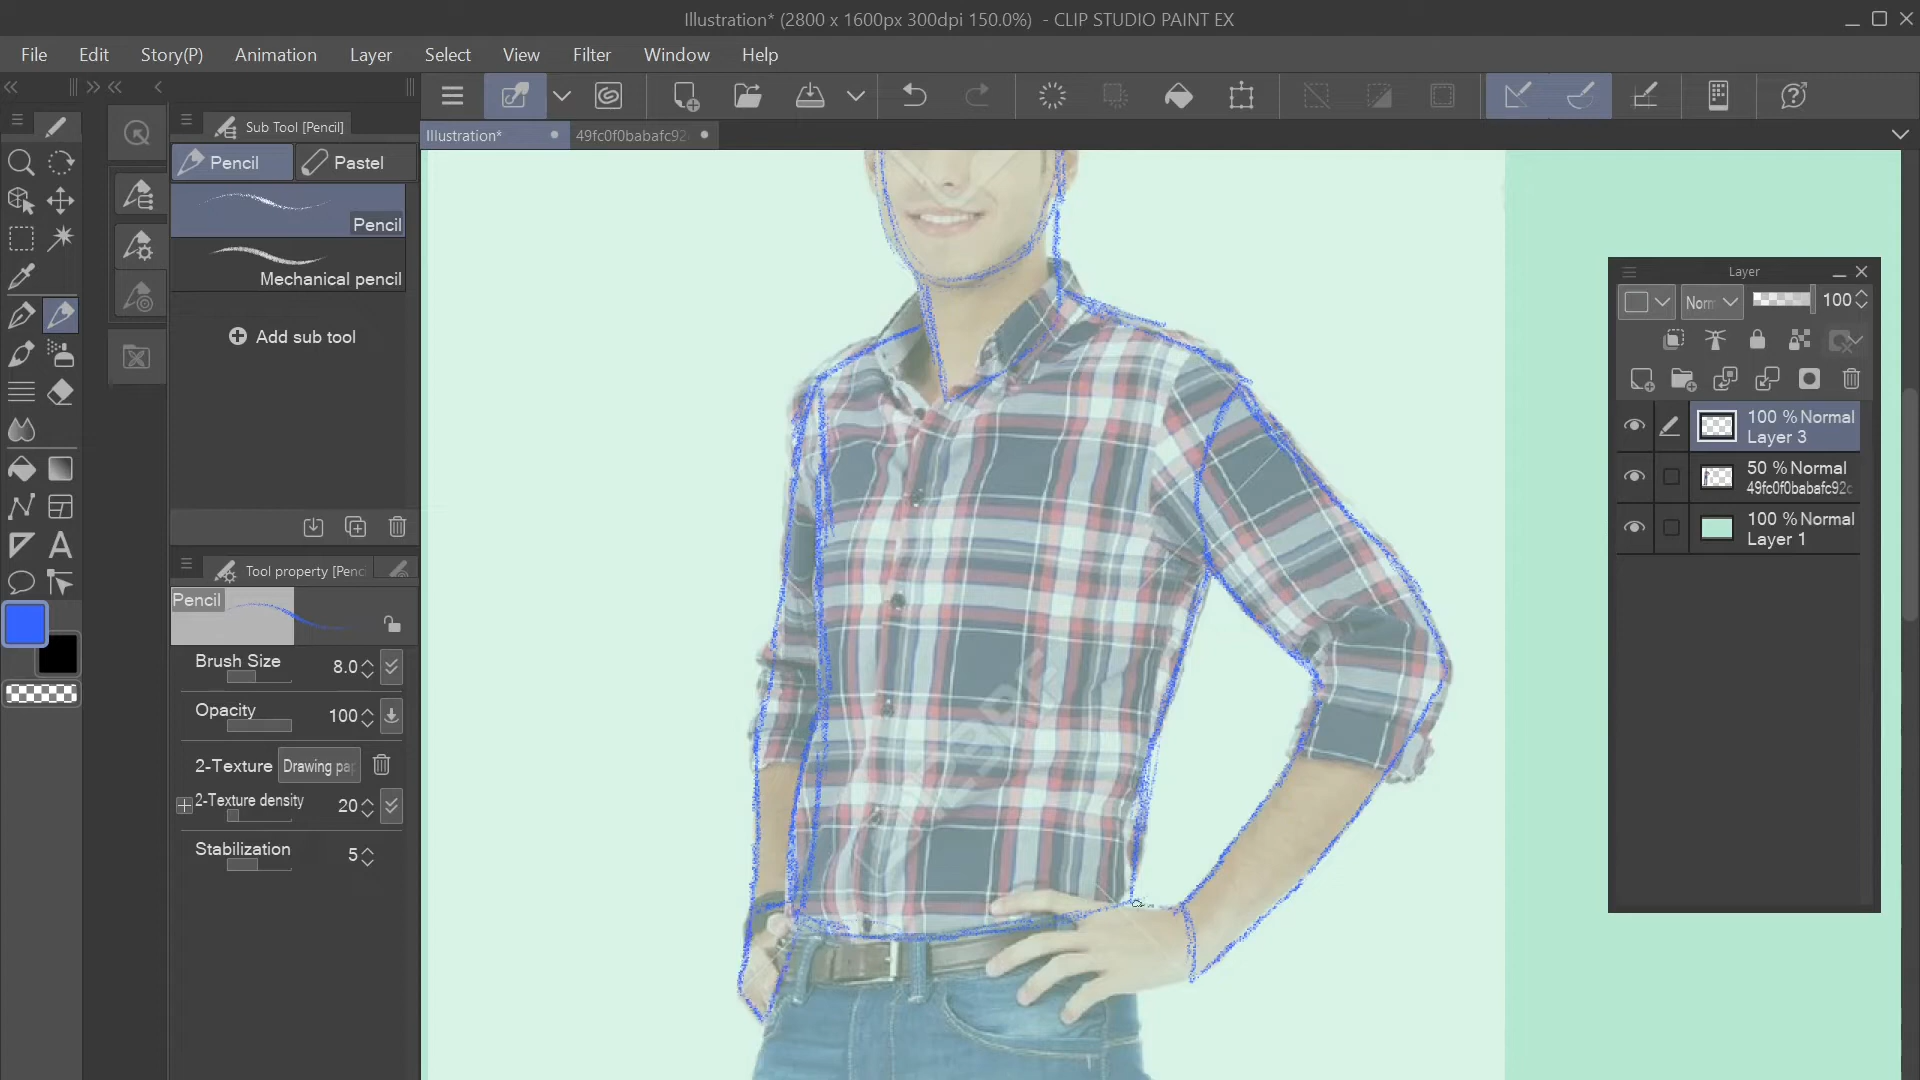 Illustration* (2800 x 1600px 300dpi 150.0%) - CLIP STUDIO PAINT EX
File Edit Story(P) Animation Layer Select View Filter Window Help
Sub Tool [Pencil]
Illustration* 49fc0f0babafc92
Pencil Pastel
Pencil
Mechanical pencil
Add sub tool
Tool property [Penc
Pencil
Brush Size 8.0
Opacity 100
2-Texture Drawing pa
2-Texture density 20
Stabilization 5
Layer
Norm 100
100 % Normal
Layer 3
50 % Normal
49fc0f0babafc92c
100 % Normal
Layer 1